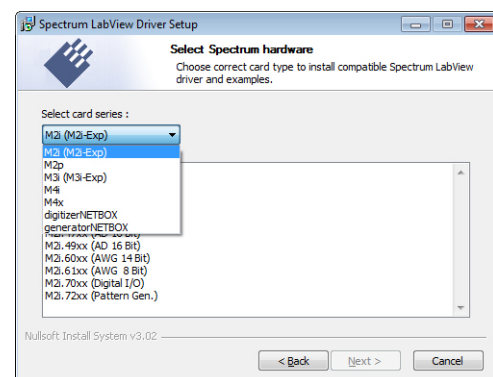 Spectrum LabView Driver Setup
Select Spectrum hardware
Choose correct card type to install compatible Spectrum LabView
driver and examples.
Select card series :
M2i (M2i-Exp)
M2i (M2i-Exp)
M2p
M3i (M3i-Exp)
M4i
M4x
digitizerNETBOX
generatorNETBOX
M2i.49xx (AD 16 Bit)
M2i.60xx (AWG 14 Bit)
M2i.61xx (AWG 8 Bit)
M2i.70xx (Digital I/O)
M2i.72xx (Pattern Gen.)
Nullsoft Install System v3.02
< Back
Next >
Cancel